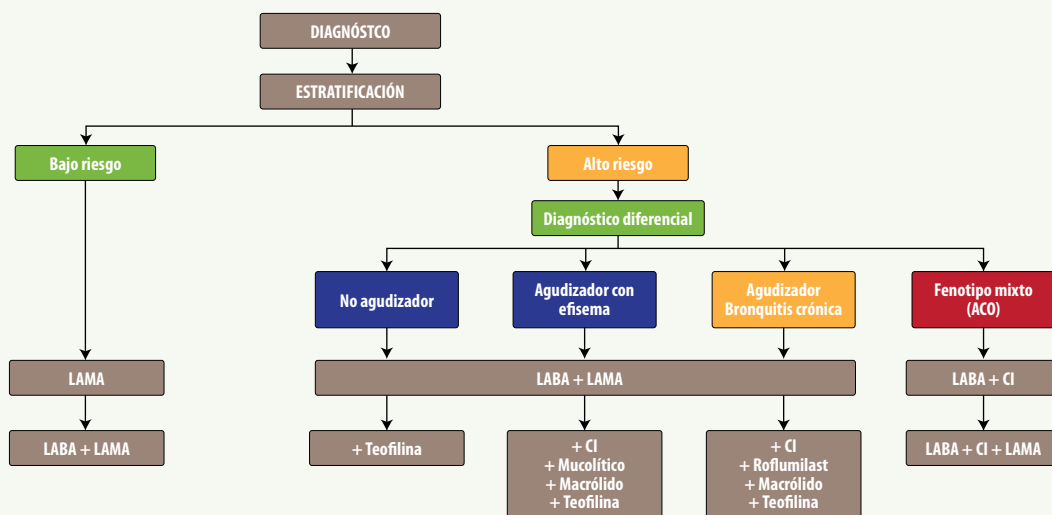 DIAGNÓSTCO
ESTRATIFICACIÓN
Bajo riesgo
Alto riesgo
Diagnóstico diferencial
No agudizador
Agudizador con
efisema
Agudizador
Bronquitis crónica
Fenotipo mixto
(ACO)
LAMA
LABA + LAMA
LABA + CI
LABA + LAMA
+ Teofilina
+ CI
+ Mucolítico
+ Macrólido
+ Teofilina
+ CI
+ Roflumilast
+ Macrólido
+ Teofilina
LABA + CI + LAMA